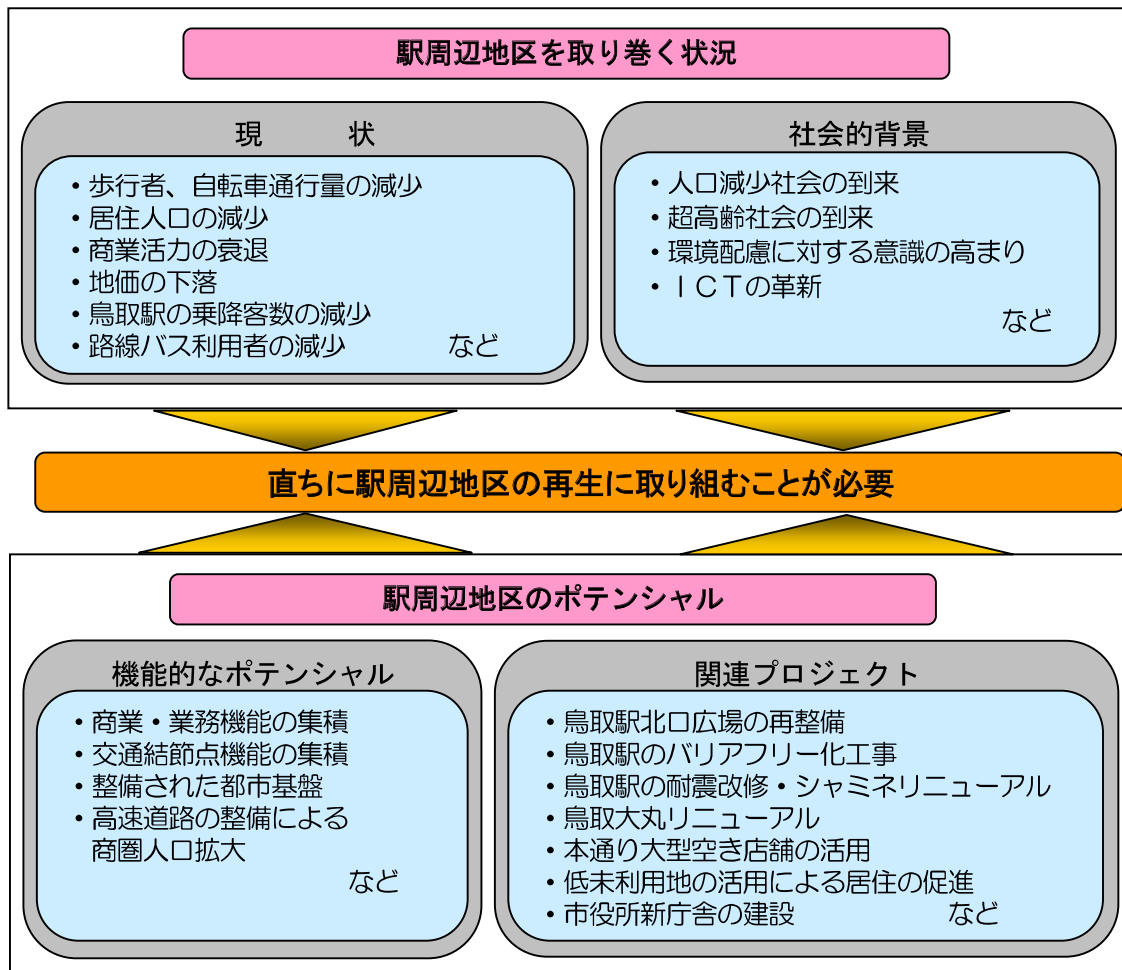 駅周辺地区を取り巻く状況
現　　　状
・歩行者、自転車通行量の減少
・居住人口の減少
・商業活力の衰退
・地価の下落
・鳥取駅の乗降客数の減少
・路線バス利用者の減少　　　　など
社会的背景
・人口減少社会の到来
・超高齢社会の到来
・環境配慮に対する意識の高まり
・ＩＣＴの革新
など
直ちに駅周辺地区の再生に取り組むことが必要
駅周辺地区のポテンシャル
機能的なポテンシャル
・商業・業務機能の集積
・交通結節点機能の集積
・整備された都市基盤
・高速道路の整備による
商圏人口拡大
など
関連プロジェクト
・鳥取駅北口広場の再整備
・鳥取駅のバリアフリー化工事
・鳥取駅の耐震改修・シャミネリニューアル
・鳥取大丸リニューアル
・本通り大型空き店舗の活用
・低未利用地の活用による居住の促進
・市役所新庁舎の建設　　　　　　など